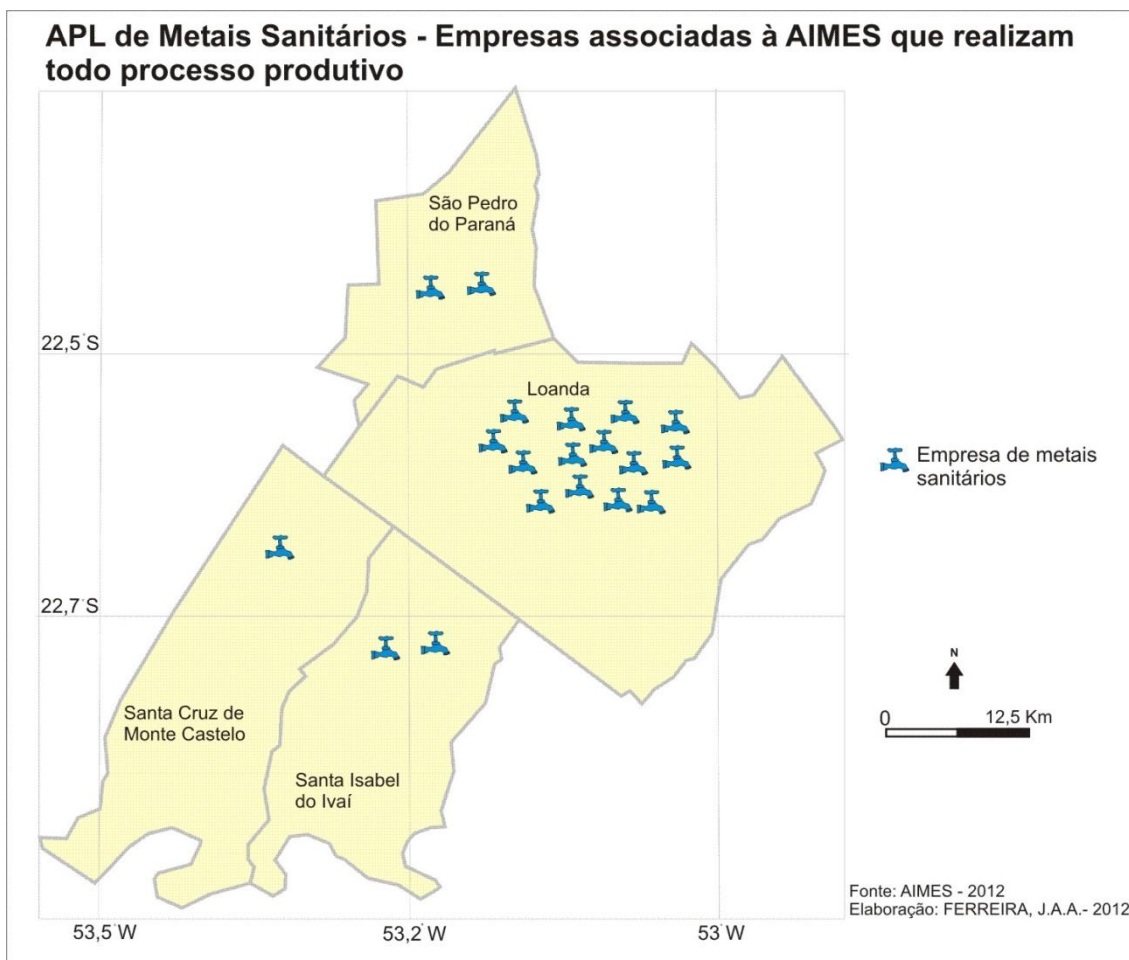 APL de Metais Sanitários - Empresas associadas à AIMES que realizam
todo processo produtivo
São Pedro
do Paraná
22,5°S
Loanda
Empresa de metais
sanitários
22,7°S
N
0 12,5 Km
Santa Cruz de
Monte Castelo
Santa Isabel
do Ivaí
Fonte: AIMES - 2012
Elaboração: FERREIRA, J.A.A.- 2012
53,5°W 53,2°W 53°W